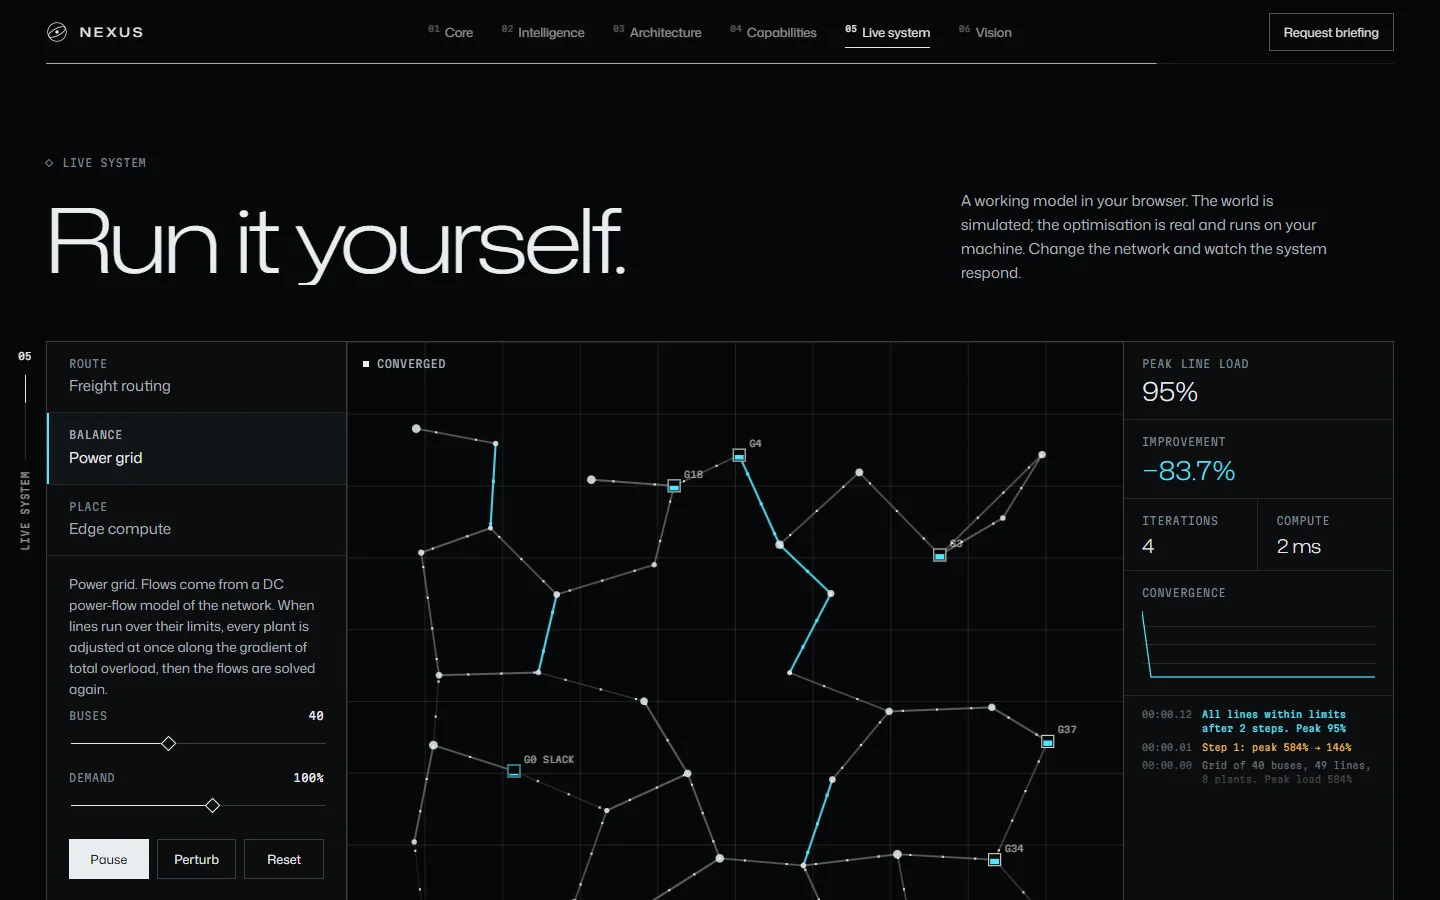 NEXUS
01 Core
02 Intelligence
03 Architecture
04 Capabilities
05 Live system
06 Vision
Request briefing
LIVE SYSTEM
Run it yourself.
A working model in your browser. The world is
simulated; the optimisation is real and runs on your
machine. Change the network and watch the system
respond.
05
LIVE SYSTEM
ROUTE
Freight routing
BALANCE
Power grid
PLACE
Edge compute
Power grid. Flows come from a DC
power-flow model of the network. When
lines run over their limits, every plant is
adjusted at once along the gradient of
total overload, then the flows are solved
again.
BUSES 40
DEMAND 100%
Pause
Perturb
Reset
CONVERGED
G4
G18
G3
G37
G0 SLACK
G34
PEAK LINE LOAD
95%
IMPROVEMENT
−83.7%
ITERATIONS
4
COMPUTE
2 ms
CONVERGENCE
00:00.12 All lines within limits
after 2 steps. Peak 95%
00:00.01 Step 1: peak 584% → 146%
00:00.00 Grid of 40 buses, 49 lines,
8 plants. Peak load 584%